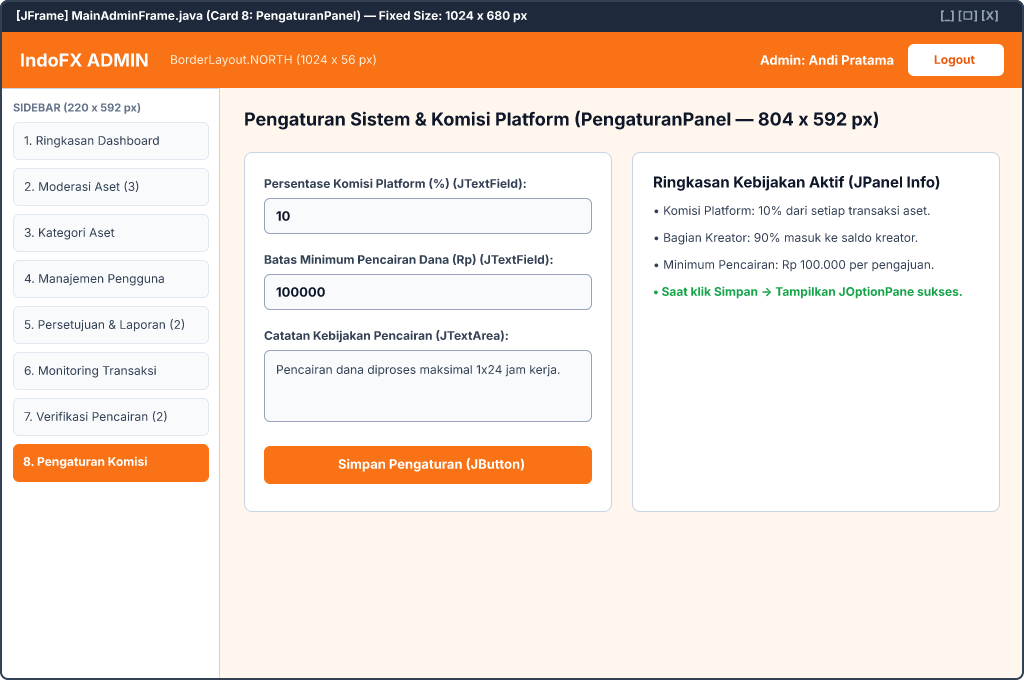 [JFrame] MainAdminFrame.java (Card 8: PengaturanPanel) — Fixed Size: 1024 x 680 px
[_] [□] [X]
IndoFX ADMIN
BorderLayout.NORTH (1024 x 56 px)
Admin: Andi Pratama
Logout
SIDEBAR (220 x 592 px)
1. Ringkasan Dashboard
2. Moderasi Aset (3)
3. Kategori Aset
4. Manajemen Pengguna
5. Persetujuan & Laporan (2)
6. Monitoring Transaksi
7. Verifikasi Pencairan (2)
8. Pengaturan Komisi
Pengaturan Sistem & Komisi Platform (PengaturanPanel — 804 x 592 px)
Persentase Komisi Platform (%) (JTextField):
10
Batas Minimum Pencairan Dana (Rp) (JTextField):
100000
Catatan Kebijakan Pencairan (JTextArea):
Pencairan dana diproses maksimal 1x24 jam kerja.
Simpan Pengaturan (JButton)
Ringkasan Kebijakan Aktif (JPanel Info)
• Komisi Platform: 10% dari setiap transaksi aset.
• Bagian Kreator: 90% masuk ke saldo kreator.
• Minimum Pencairan: Rp 100.000 per pengajuan.
• Saat klik Simpan → Tampilkan JOptionPane sukses.